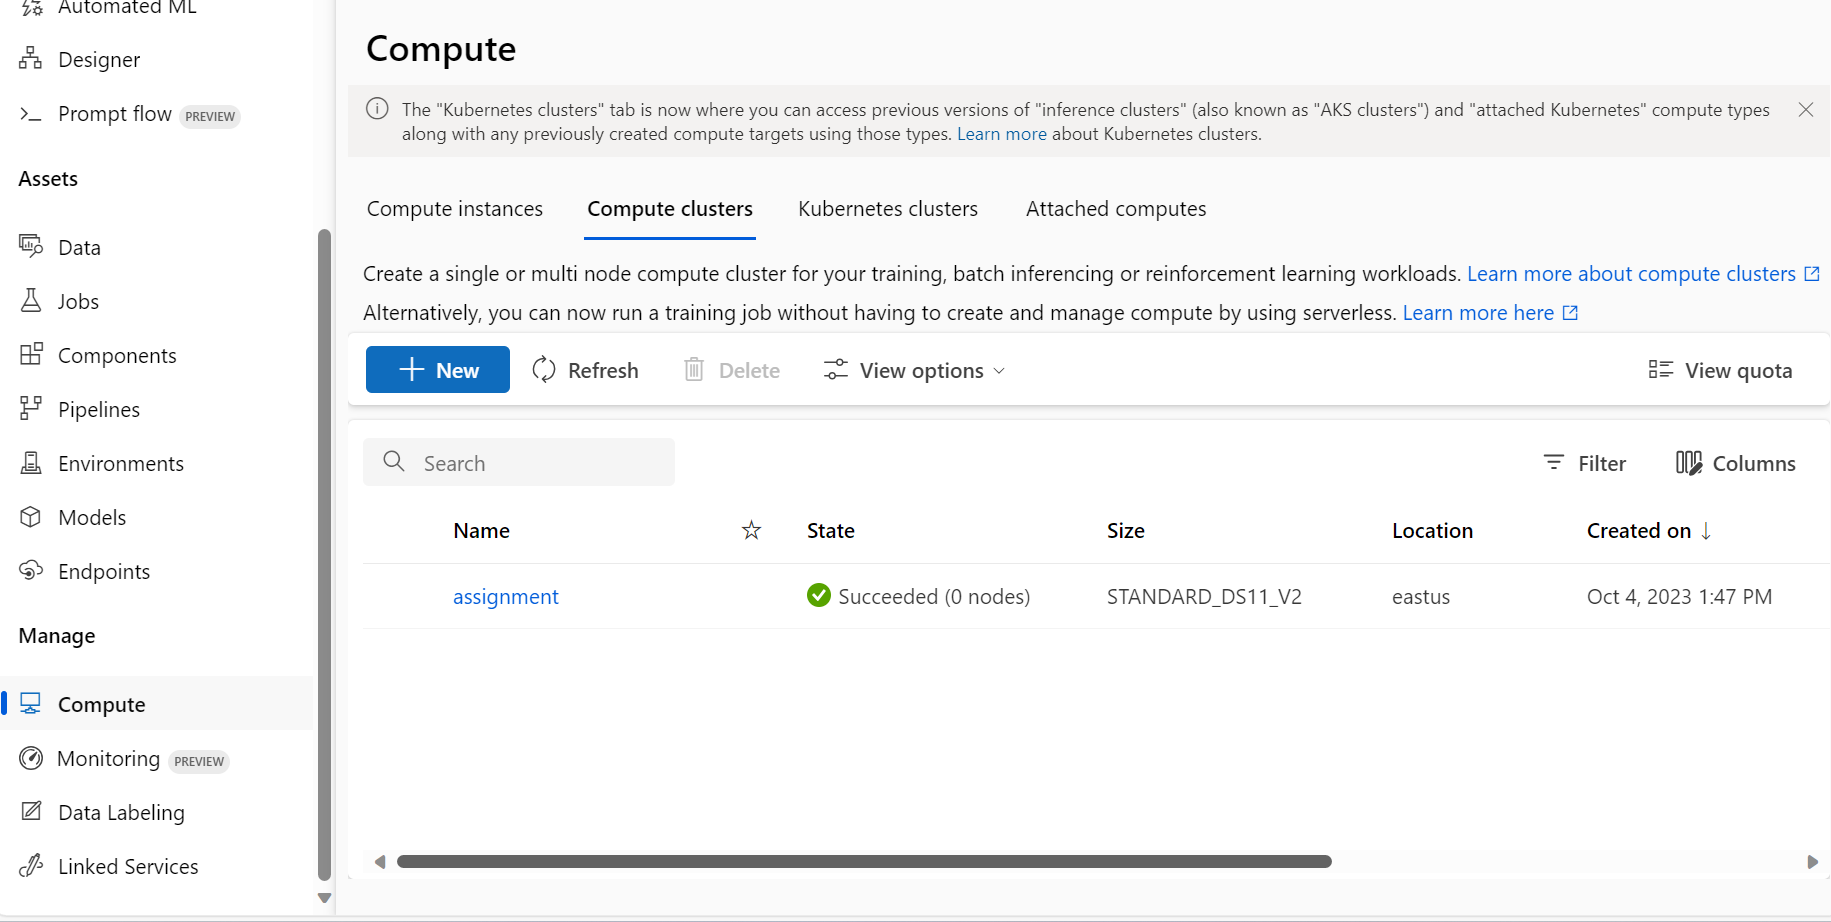 Automated ML
Designer
Prompt flow PREVIEW
Assets
Data
Jobs
Components
Pipelines
Environments
Models
Endpoints
Manage
Compute
Monitoring PREVIEW
Data Labeling
Linked Services
Compute
The "Kubernetes clusters" tab is now where you can access previous versions of "inference clusters" (also known as "AKS clusters") and "attached Kubernetes" compute types
along with any previously created compute targets using those types. Learn more about Kubernetes clusters.
Compute instances Compute clusters Kubernetes clusters Attached computes
Create a single or multi node compute cluster for your training, batch inferencing or reinforcement learning workloads. Learn more about compute clusters
Alternatively, you can now run a training job without having to create and manage compute by using serverless. Learn more here
New Refresh Delete View options View quota
Search Filter Columns
Name State Size Location Created on
assignment Succeeded (0 nodes) STANDARD_DS11_V2 eastus Oct 4, 2023 1:47 PM